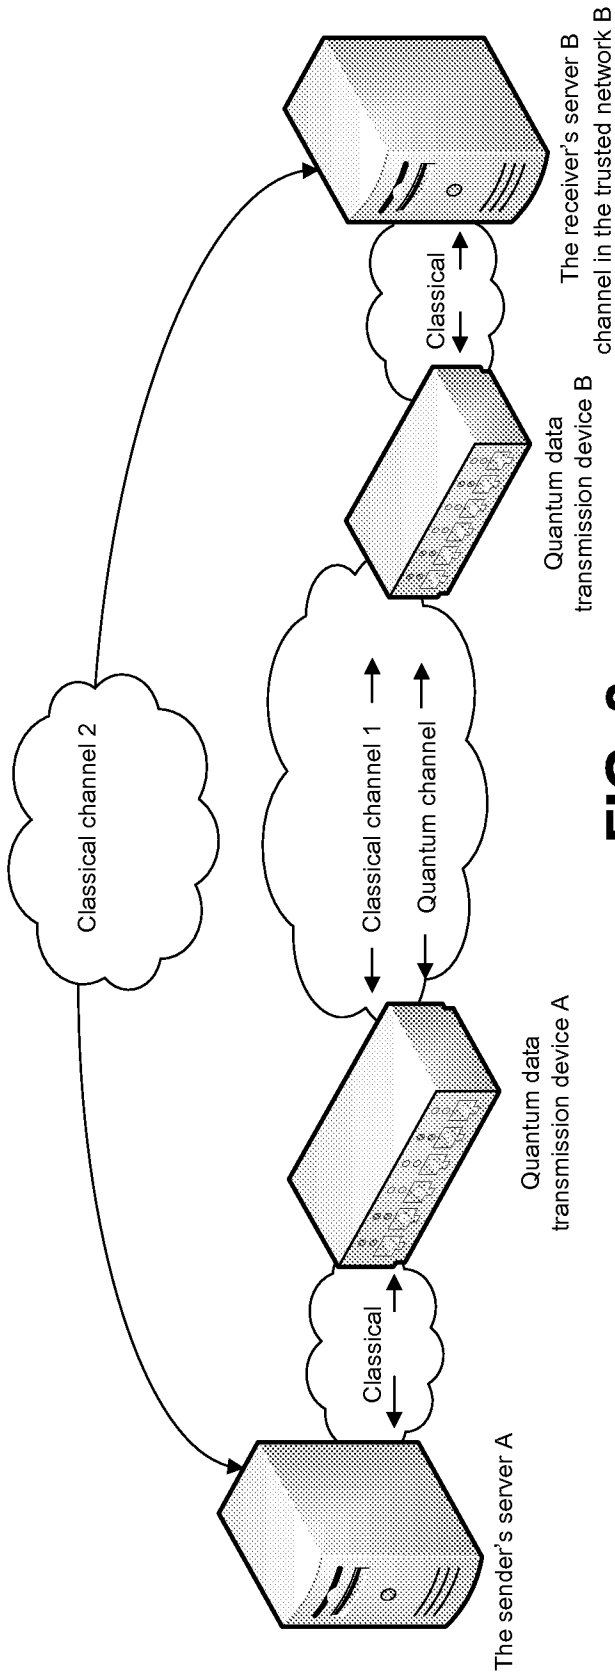 Classical channel 2
Classical
Classical channel 1
Quantum channel
Classical
The sender's server A
Quantum data
transmission device A
Quantum data
transmission device B
The receiver's server B
channel in the trusted network B
FIG.